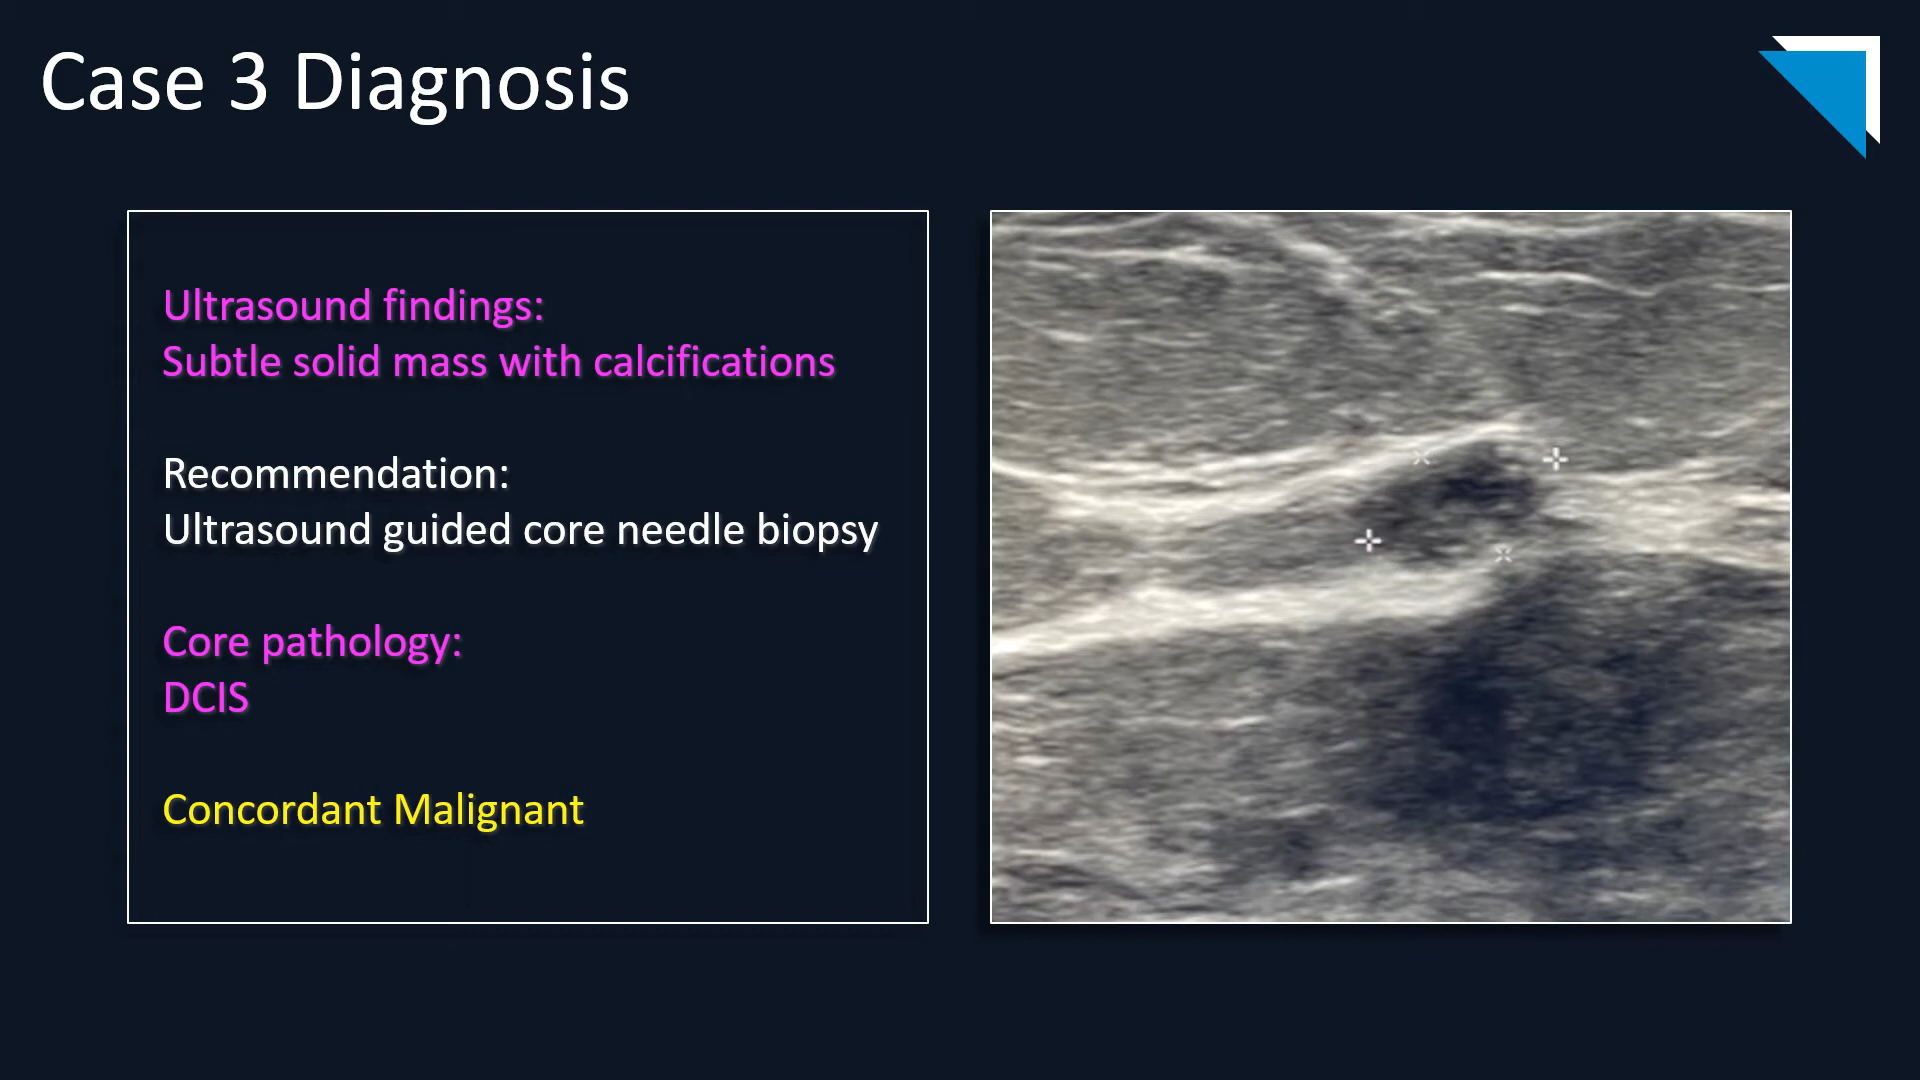 Case 3 Diagnosis
Ultrasound findings:
Subtle solid mass with calcifications
Recommendation:
Ultrasound guided core needle biopsy
Core pathology:
DCIS
Concordant Malignant